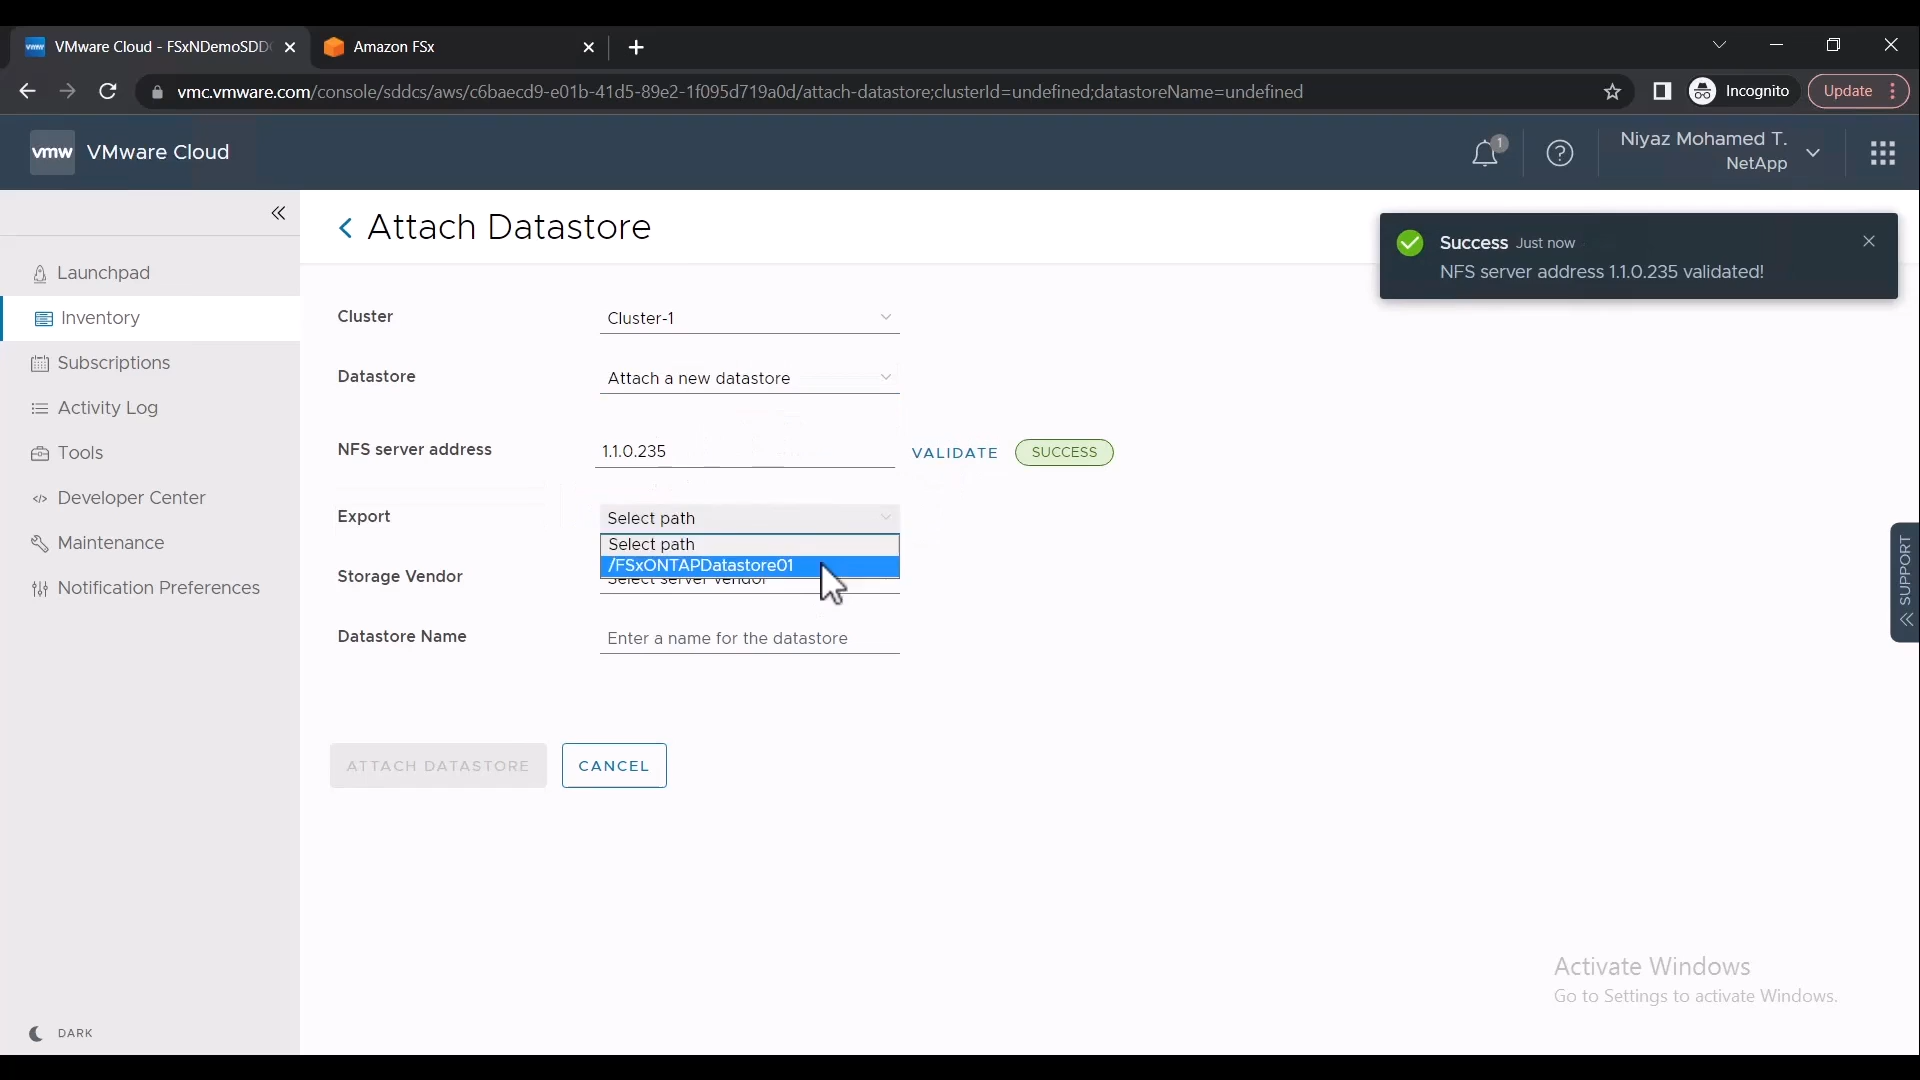 VMware Cloud - FSxNDemoSDD
Amazon FSx
vmc.vmware.com/console/sddcs/aws/c6baecd9-e01b-41d5-89e2-1f095d719a0d/attach-datastore;clusterId=undefined;datastoreName=undefined
Incognito
Update
vmw VMware Cloud
1
Niyaz Mohamed T.
NetApp
Attach Datastore
Success Just now
NFS server address 1.1.0.235 validated!
Launchpad
Inventory
Subscriptions
Activity Log
Tools
Developer Center
Maintenance
Notification Preferences
DARK
Cluster
Cluster-1
Datastore
Attach a new datastore
NFS server address
1.1.0.235
VALIDATE
SUCCESS
Export
Select path
Select path
/FSxONTAPDatastore01
Storage Vendor
Select server vendor
Datastore Name
Enter a name for the datastore
ATTACH DATASTORE
CANCEL
SUPPORT
Activate Windows
Go to Settings to activate Windows.